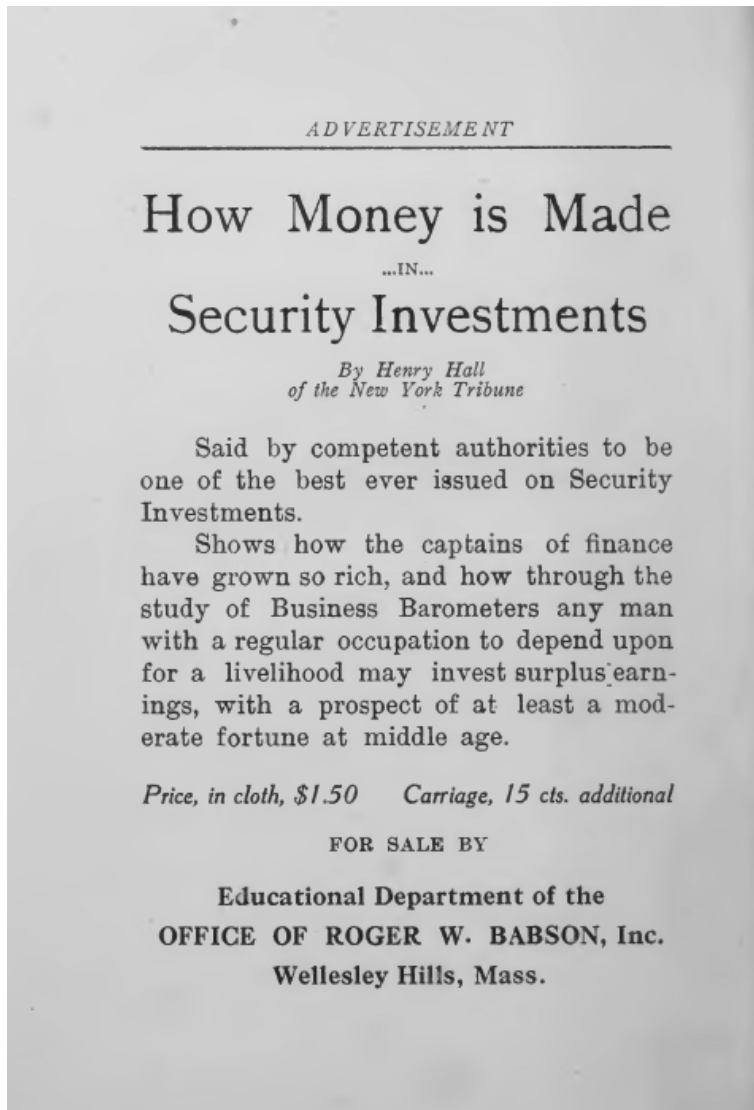 ADVERTISEMENT
How Money is Made
...IN...
Security Investments
By Henry Hall
of the New York Tribune
Said by competent authorities to be
one of the best ever issued on Security
Investments.
Shows how the captains of finance
have grown so rich, and how through the
study of Business Barometers any man
with a regular occupation to depend upon
for a livelihood may invest surplus earn-
ings, with a prospect of at least a mod-
erate fortune at middle age.
Price, in cloth, $1.50 Carriage, 15 cts. additional
FOR SALE BY
Educational Department of the
OFFICE OF ROGER W. BABSON, Inc.
Wellesley Hills, Mass.